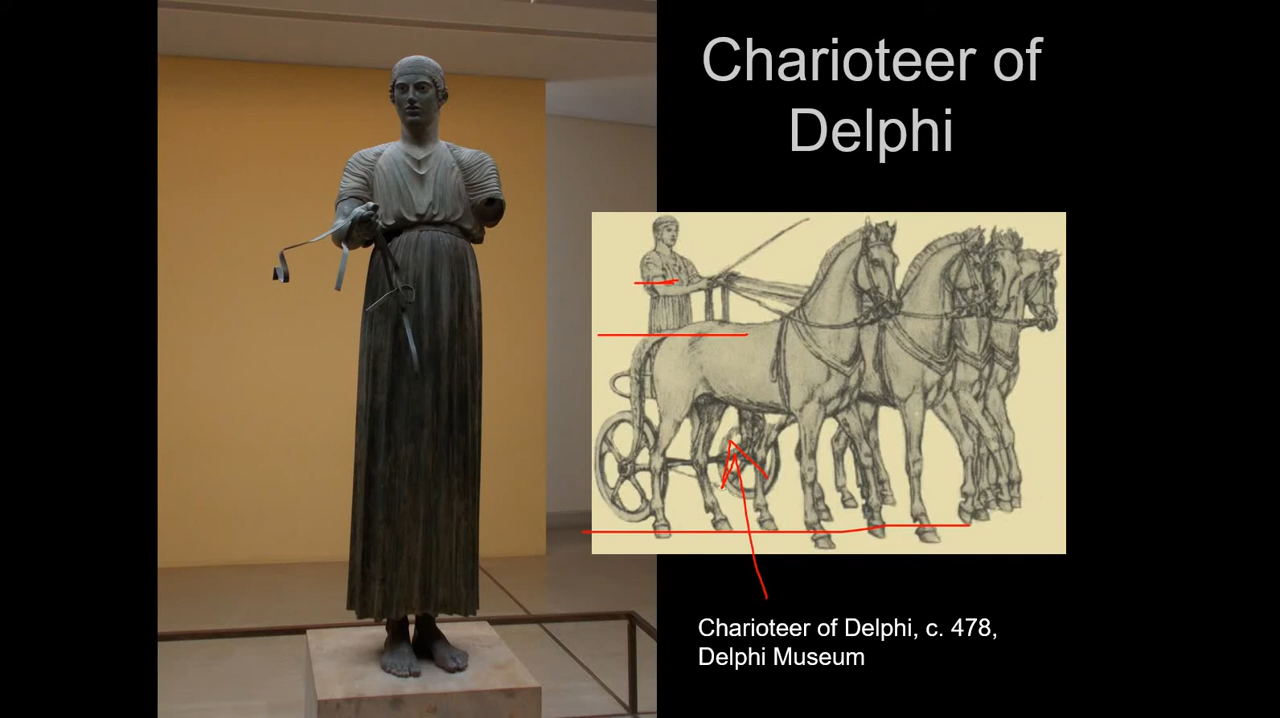 Charioteer of
Delphi
Charioteer of Delphi, c. 478,
Delphi Museum